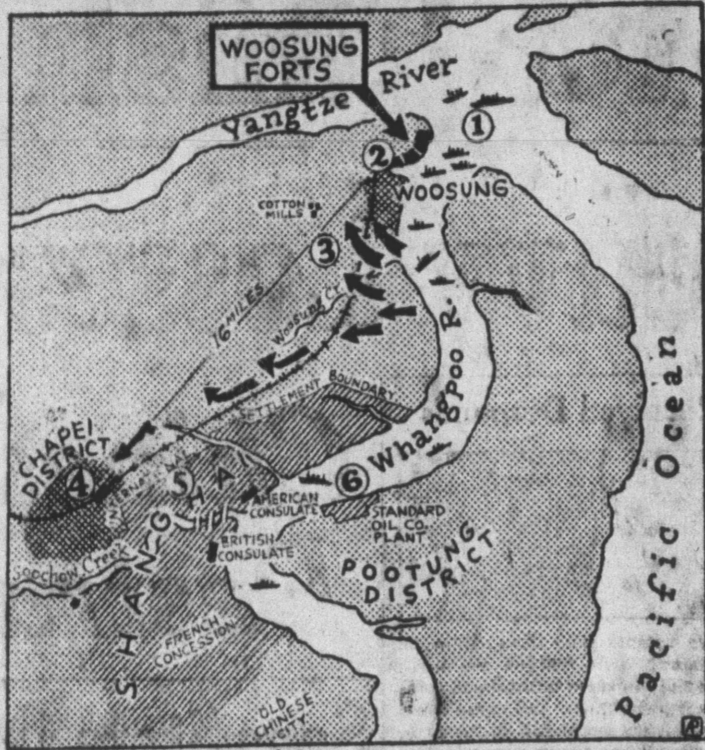 WOOSUNG
FORTS
Yangtze River
1
2
WOOSUNG
COTTON
MILLS
3
16 MILES
WOOSUNG CR.
Whangpoo R.
SETTLEMENT BOUNDARY
CHAPEI
DISTRICT
4
5
6
SHANGHAI
AMERICAN
CONSULATE
STANDARD
OIL CO.
PLANT
BRITISH
CONSULATE
POOTUNG
DISTRICT
Soochow Creek
FRENCH
CONCESSION
OLD
CHINESE
CITY
Pacific Ocean
AP